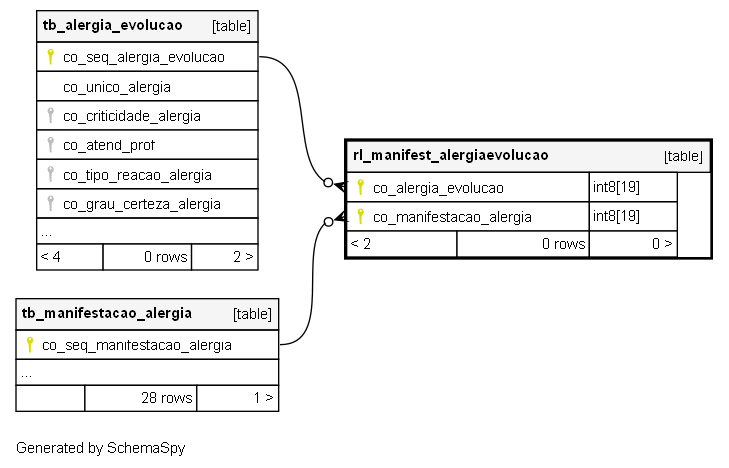 tb_alergia_evolucao [table]
co_seq_alergia_evolucao
co_unico_alergia
co_criticidade_alergia
co_atend_prof
co_tipo_reacao_alergia
co_grau_certeza_alergia
...
< 4 0 rows 2 >
rl_manifest_alergiaevolucao [table]
co_alergia_evolucao int8[19]
co_manifestacao_alergia int8[19]
< 2 0 rows 0 >
tb_manifestacao_alergia [table]
co_seq_manifestacao_alergia
...
28 rows 1 >
Generated by SchemaSpy